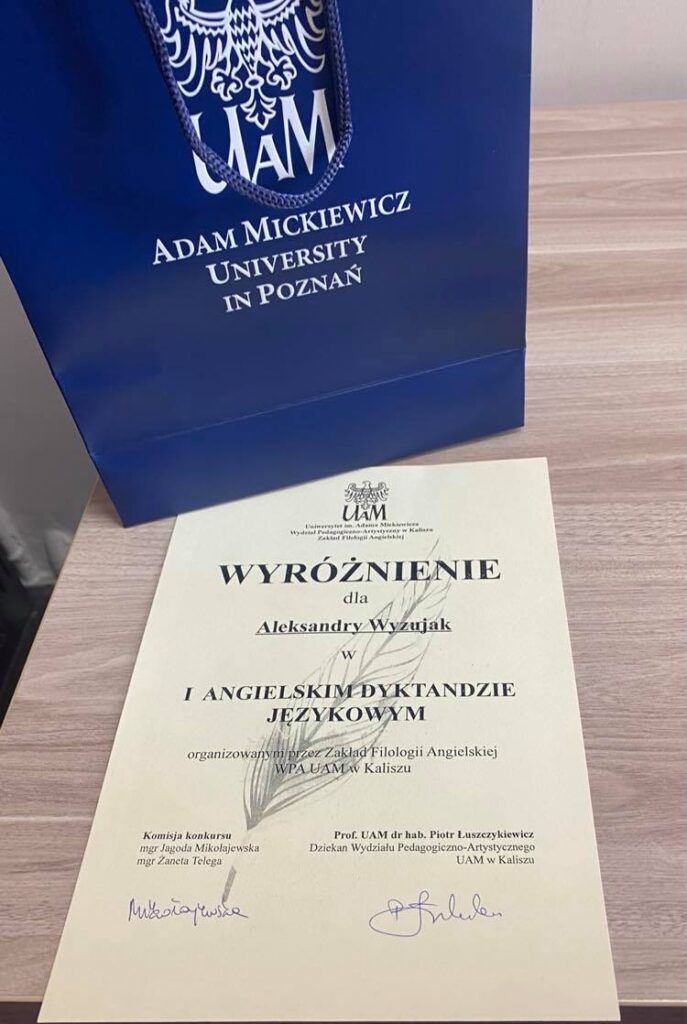 UAM
ADAM MICKIEWICZ
UNIVERSITY
IN POZNAŃ
UAM
Uniwersytet im. Adama Mickiewicza
Wydział Pedagogiczno-Artystyczny w Kaliszu
Zakład Filologii Angielskiej
WYRÓŻNIENIE
dla
Aleksandry Wyzujak
w
I ANGIELSKIM DYKTANDZIE
JĘZYKOWYM
organizowanym przez Zakład Filologii Angielskiej
WPA UAM w Kaliszu
Komisja konkursu
mgr Jagoda Mikołajewska
mgr Żaneta Telega
Prof. UAM dr hab. Piotr Łuszczykiewicz
Dziekan Wydziału Pedagogiczno-Artystycznego
UAM w Kaliszu
Mikołajewska